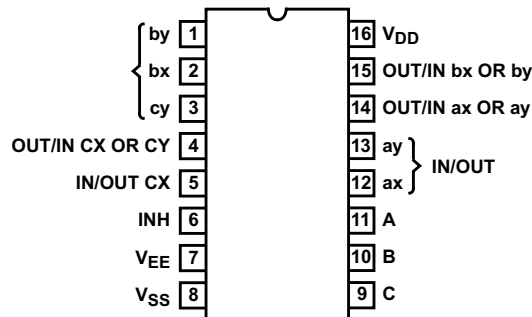 by 1 16 VDD
bx 2 15 OUT/IN bx OR by
cy 3 14 OUT/IN ax OR ay
OUT/IN CX OR CY 4 13 ay
IN/OUT
IN/OUT CX 5 12 ax
INH 6 11 A
VEE 7 10 B
VSS 8 9 C